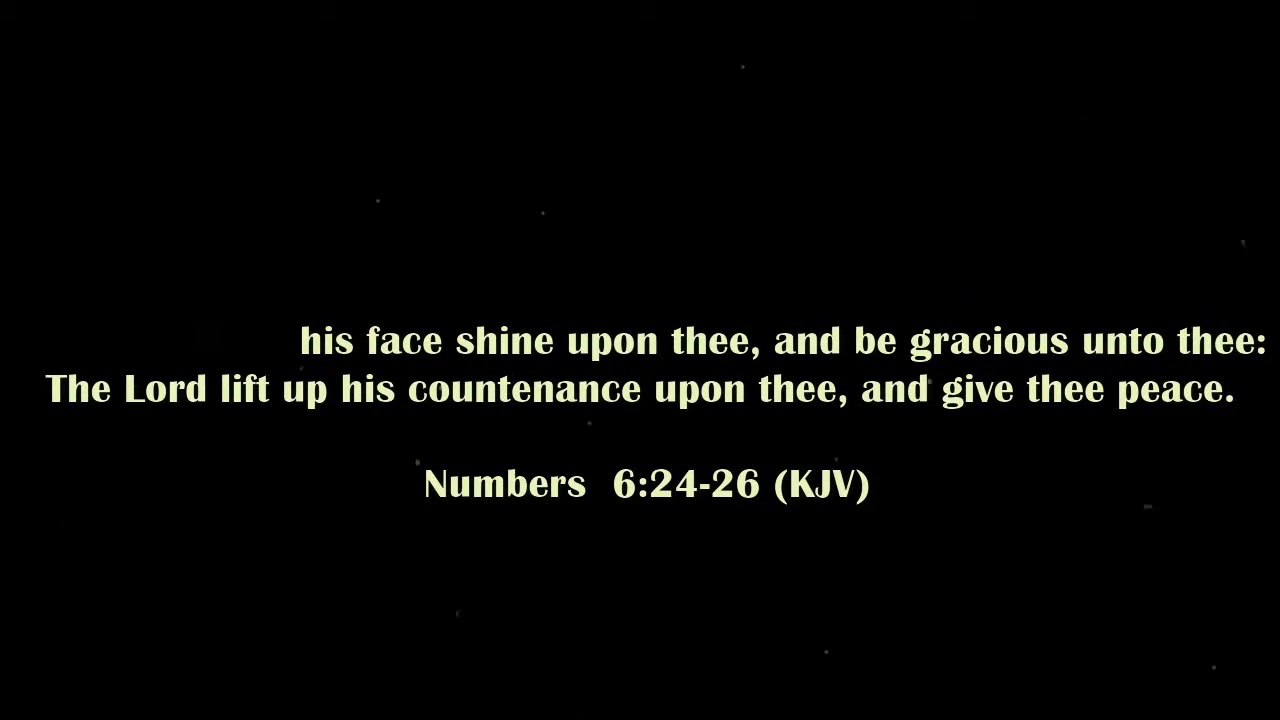 his face shine upon thee, and be gracious unto thee:
The Lord lift up his countenance upon thee, and give thee peace.
Numbers  6:24-26 (KJV)